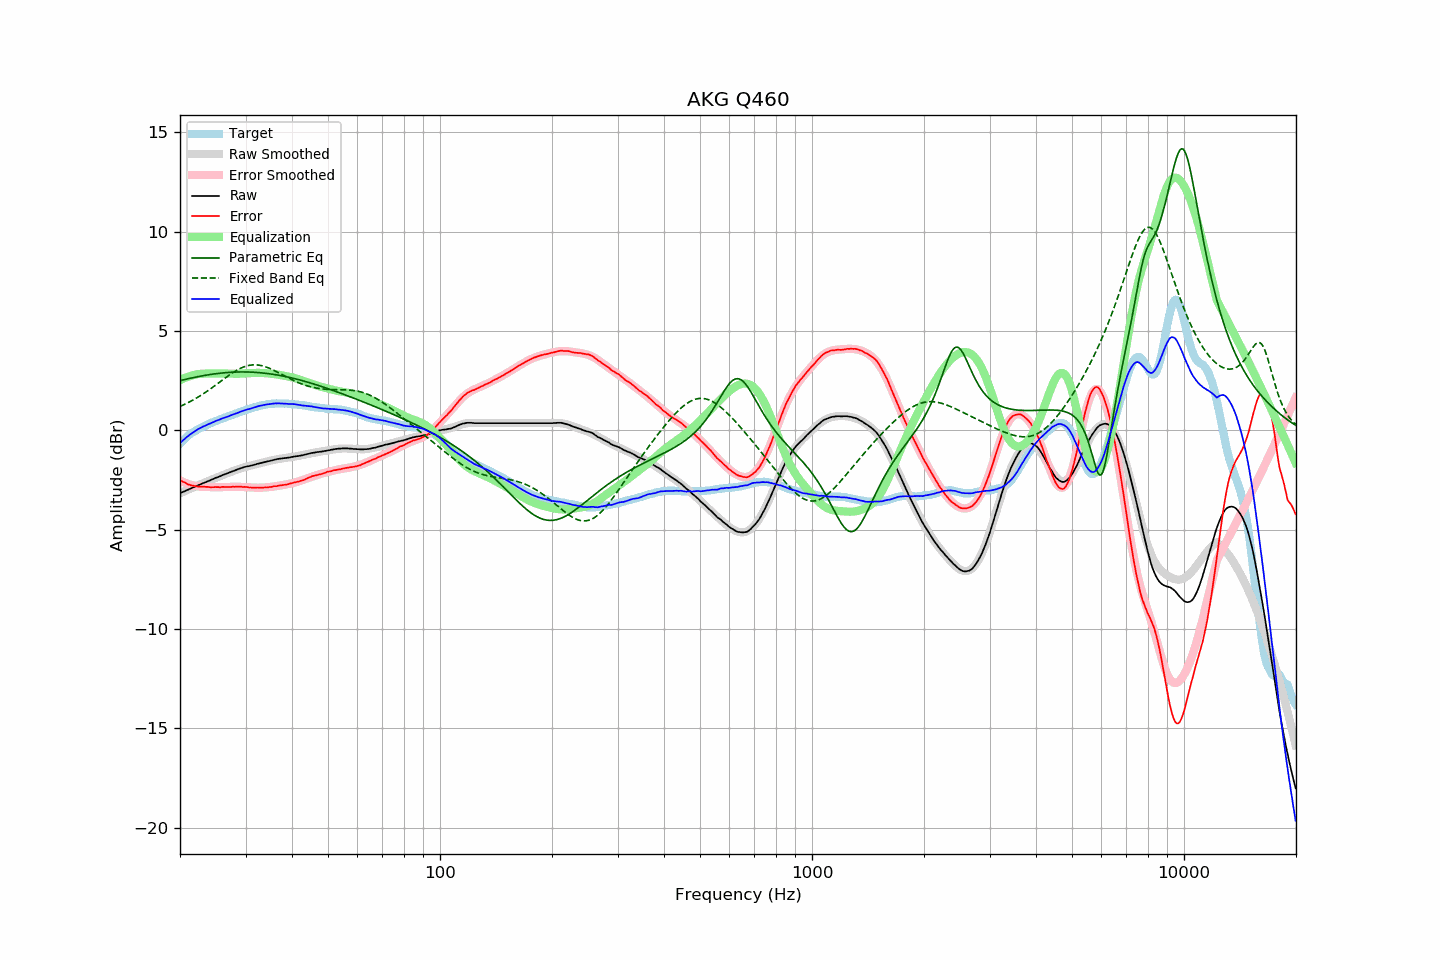 AKG Q460
15
10
5
0
−5
−10
−15
−20
Amplitude (dBr)
Target
Raw Smoothed
Error Smoothed
Raw
Error
Equalization
Parametric Eq
Fixed Band Eq
Equalized
100
1000
10000
Frequency (Hz)